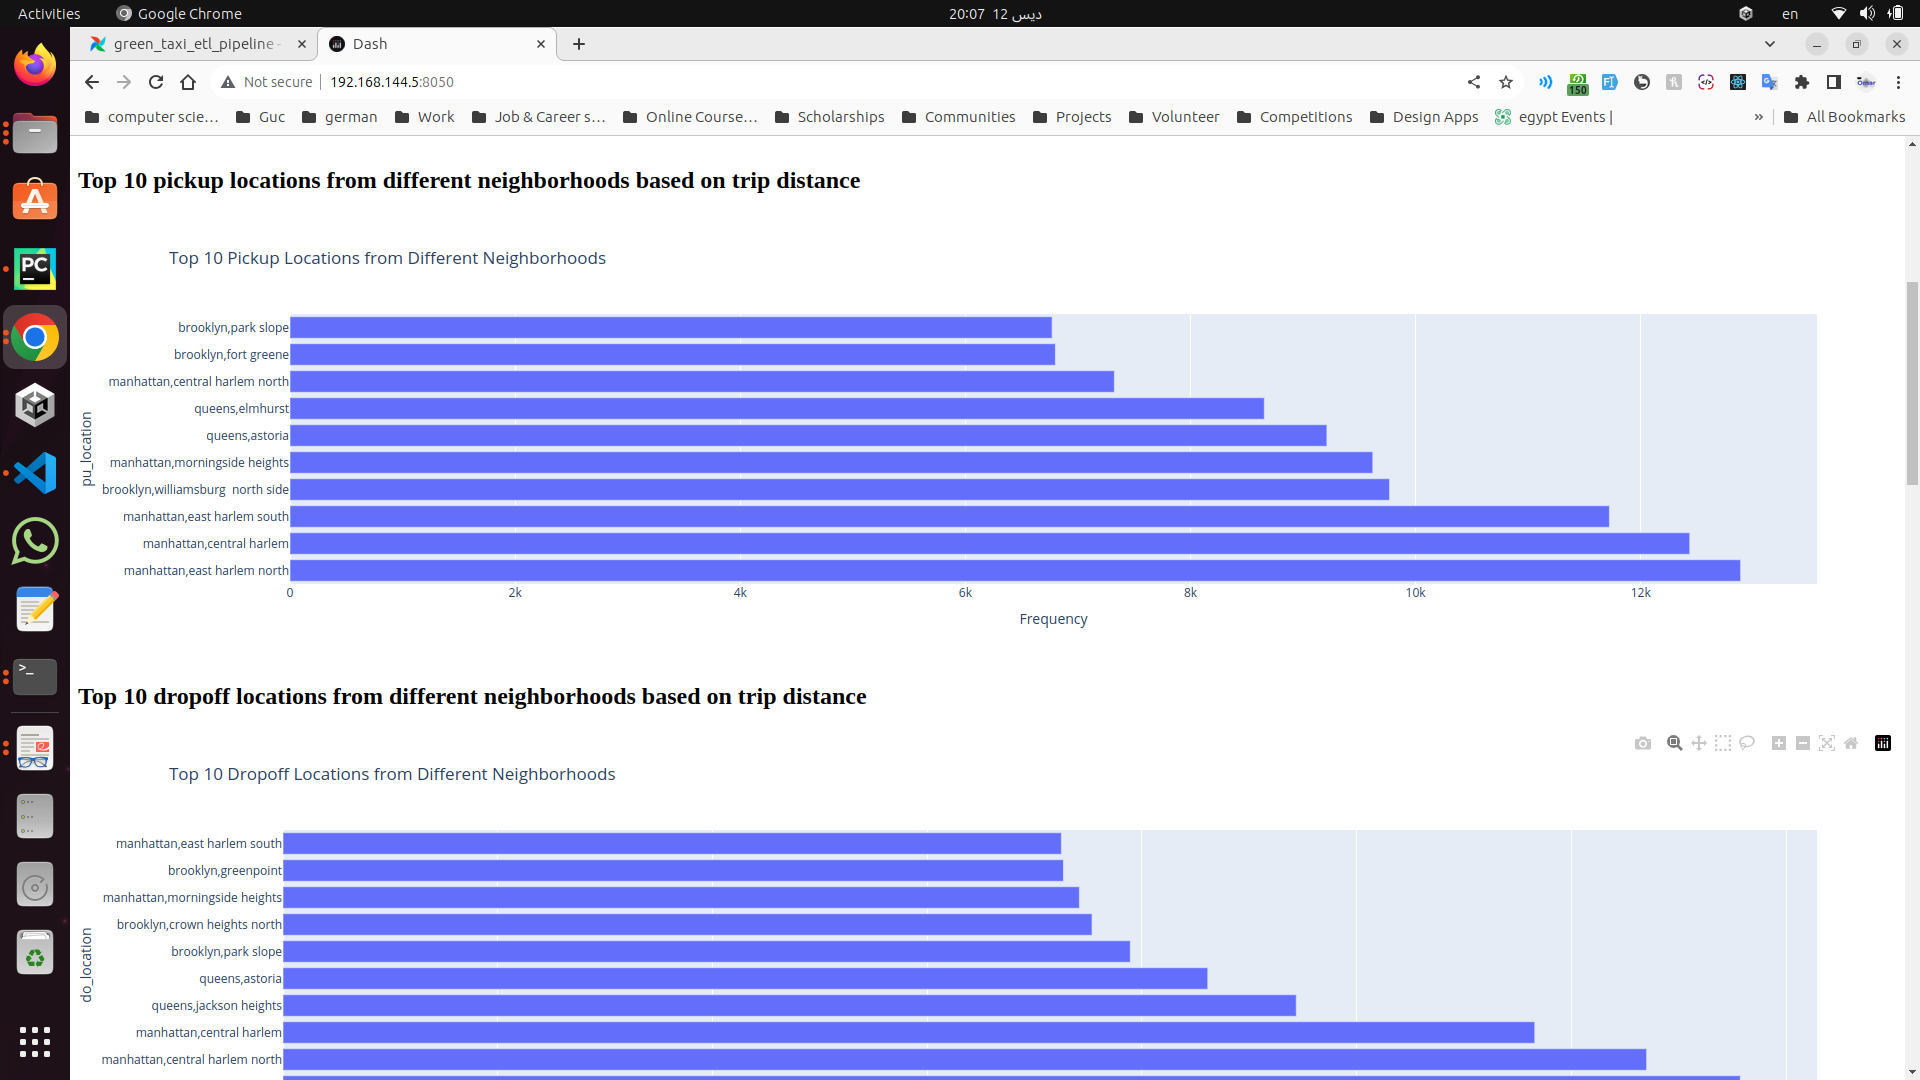 Activities
Google Chrome
20:07 12 ديس
en
green_taxi_etl_pipeline -
Dash
Not secure
192.168.144.5:8050
150
computer scie...
Guc
german
Work
Job & Career s...
Online Course...
Scholarships
Communities
Projects
Volunteer
Competitions
Design Apps
egypt Events |
»
All Bookmarks
Top 10 pickup locations from different neighborhoods based on trip distance
Top 10 Pickup Locations from Different Neighborhoods
pu_location
brooklyn,park slope
brooklyn,fort greene
manhattan,central harlem north
queens,elmhurst
queens,astoria
manhattan,morningside heights
brooklyn,williamsburg  north side
manhattan,east harlem south
manhattan,central harlem
manhattan,east harlem north
0 2k 4k 6k 8k 10k 12k
Frequency
Top 10 dropoff locations from different neighborhoods based on trip distance
Top 10 Dropoff Locations from Different Neighborhoods
do_location
manhattan,east harlem south
brooklyn,greenpoint
manhattan,morningside heights
brooklyn,crown heights north
brooklyn,park slope
queens,astoria
queens,jackson heights
manhattan,central harlem
manhattan,central harlem north
PC
>_